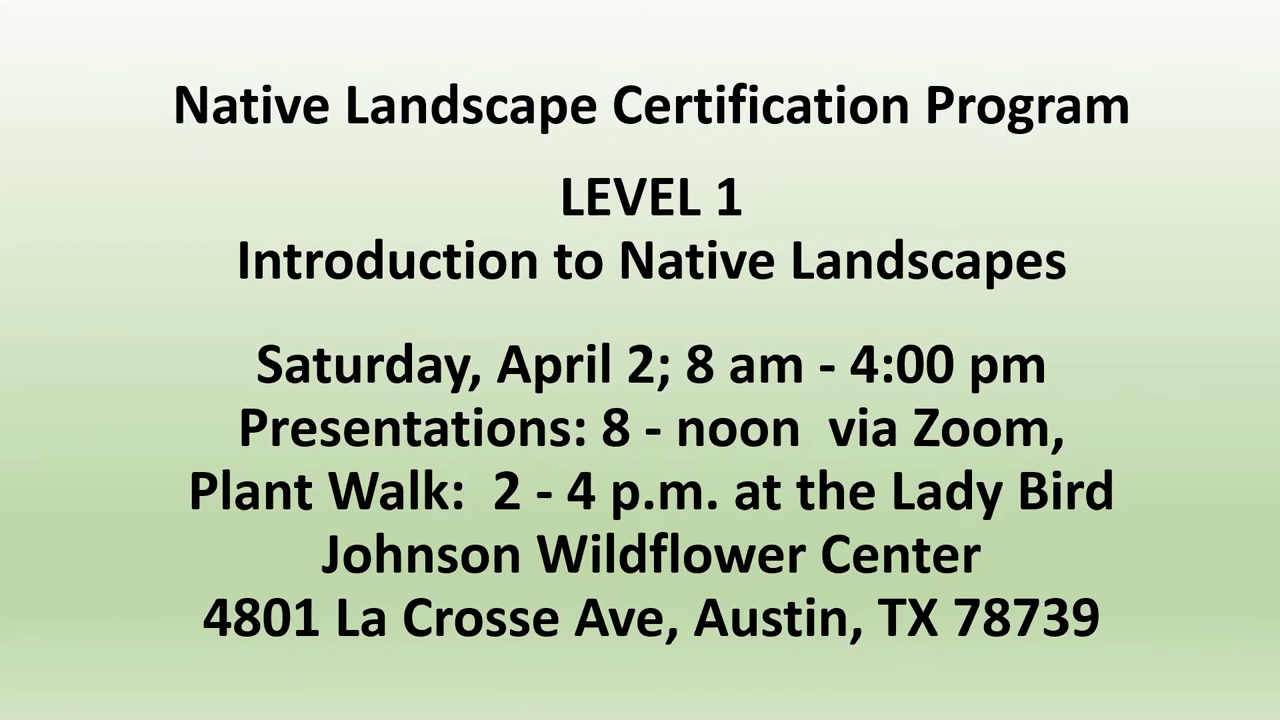 Native Landscape Certification Program
LEVEL 1
Introduction to Native Landscapes
Saturday, April 2; 8 am - 4:00 pm
Presentations: 8 - noon  via Zoom,
Plant Walk:  2 - 4 p.m. at the Lady Bird
Johnson Wildflower Center
4801 La Crosse Ave, Austin, TX 78739